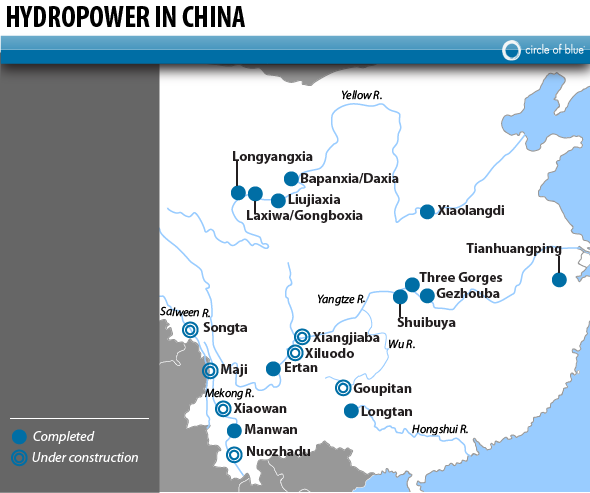 HYDROPOWER IN CHINA
circle of blue
Yellow R.
Longyangxia
Bapanxia/Daxia
Liujiaxia
Laxiwa/Gongboxia
Xiaolangdi
Tianhuangping
Three Gorges
Gezhouba
Yangtze R.
Shuibuya
Salween R.
Songta
Xiangjiaba
Wu R.
Xiluodo
Ertan
Maji
Goupitan
Mekong R.
Xiaowan
Longtan
Manwan
Hongshui R.
Nuozhadu
Completed
Under construction